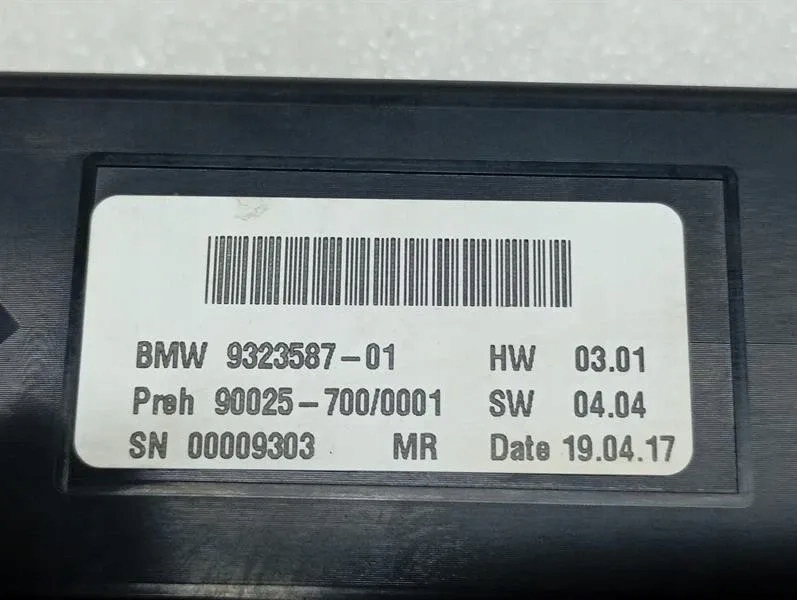 BMW 9323587-01 HW 03.01
Preh 90025-700/0001 SW 04.04
SN 00009303 MR Date 19.04.17